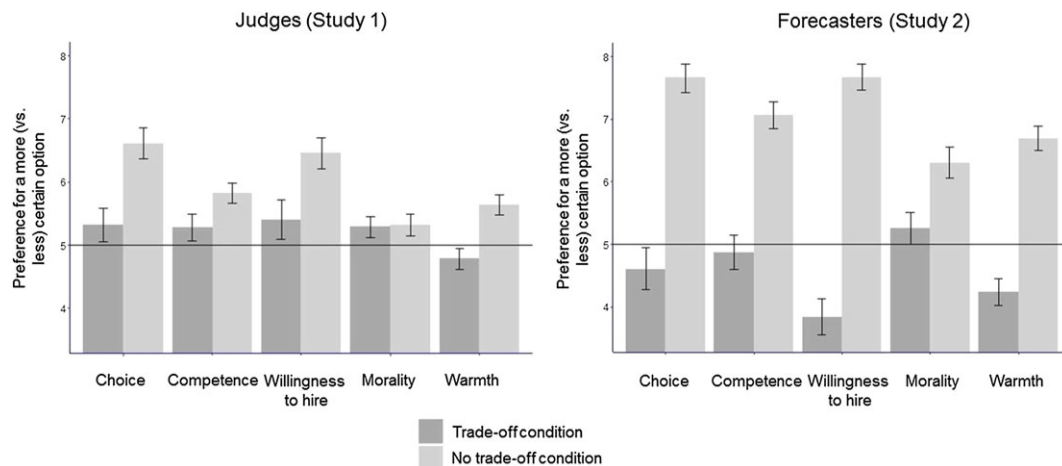 Judges (Study 1)
Preference for a more (vs.
less) certain option
8
7
6
5
4
Choice
Competence
Willingness
to hire
Morality
Warmth
Forecasters (Study 2)
Preference for a more (vs.
less) certain option
8
7
6
5
4
Choice
Competence
Willingness
to hire
Morality
Warmth
Trade-off condition
No trade-off condition